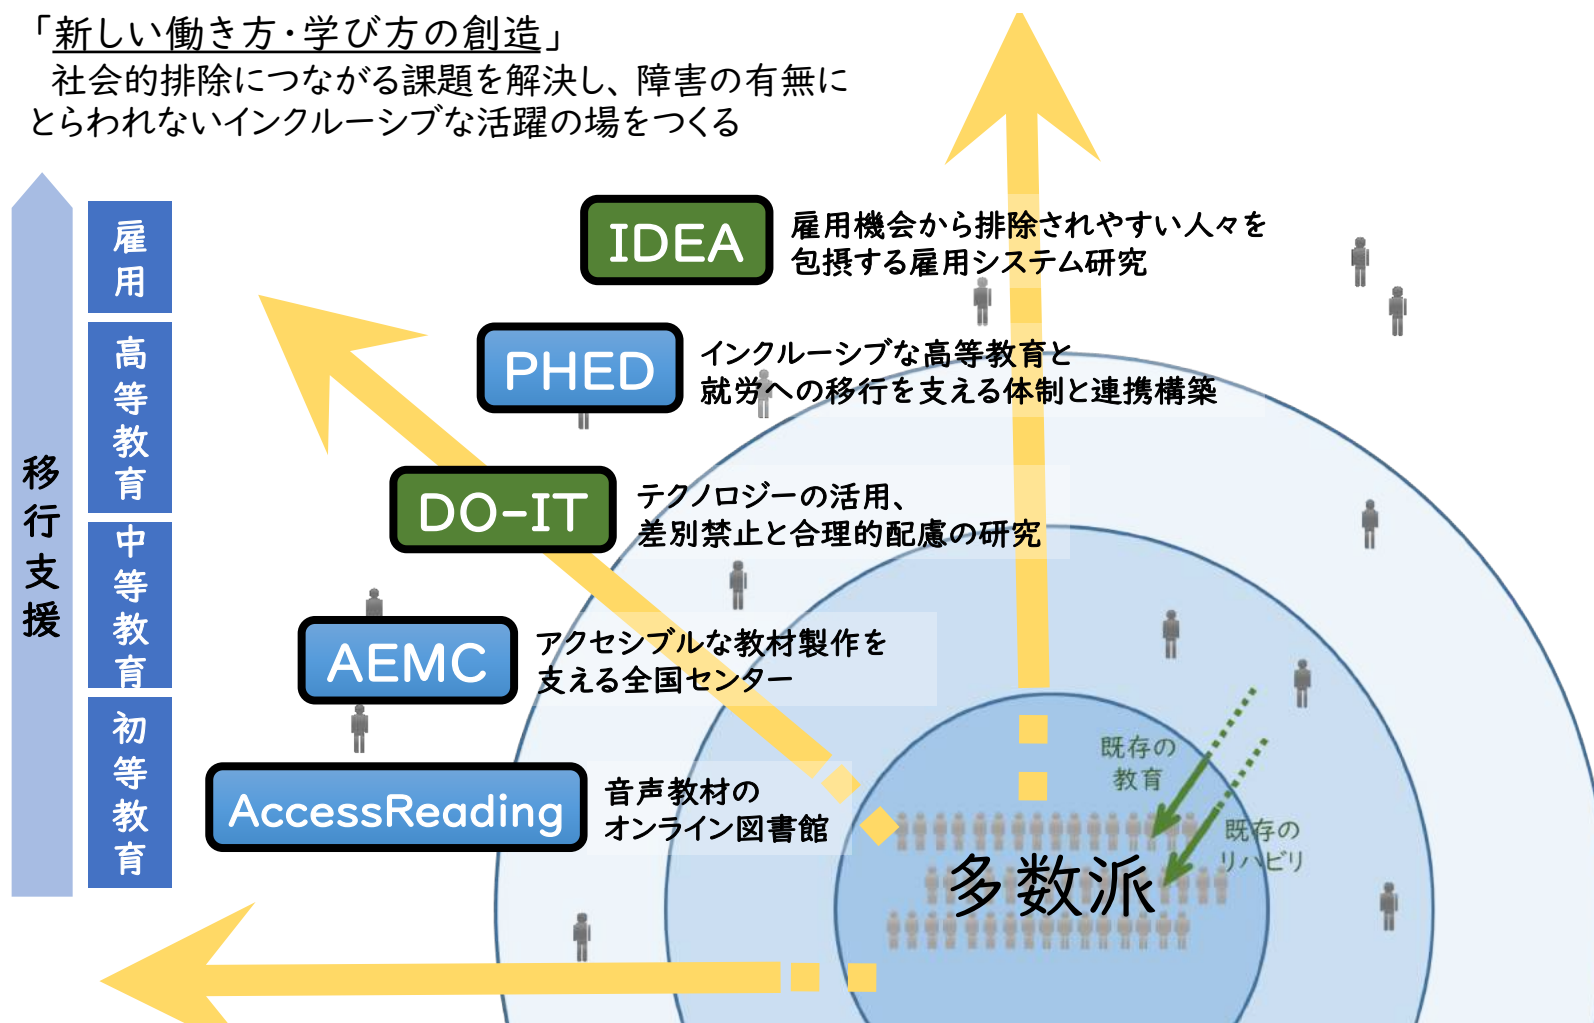 「新しい働き方・学び方の創造」
社会的排除につながる課題を解決し、障害の有無に
とらわれないインクルーシブな活躍の場をつくる
移行支援
雇用
高等教育
中等教育
初等教育
IDEA
雇用機会から排除されやすい人々を
包摂する雇用システム研究
PHED
インクルーシブな高等教育と
就労への移行を支える体制と連携構築
DO-IT
テクノロジーの活用、
差別禁止と合理的配慮の研究
AEMC
アクセシブルな教材製作を
支える全国センター
AccessReading
音声教材の
オンライン図書館
既存の
教育
既存の
リハビリ
多数派